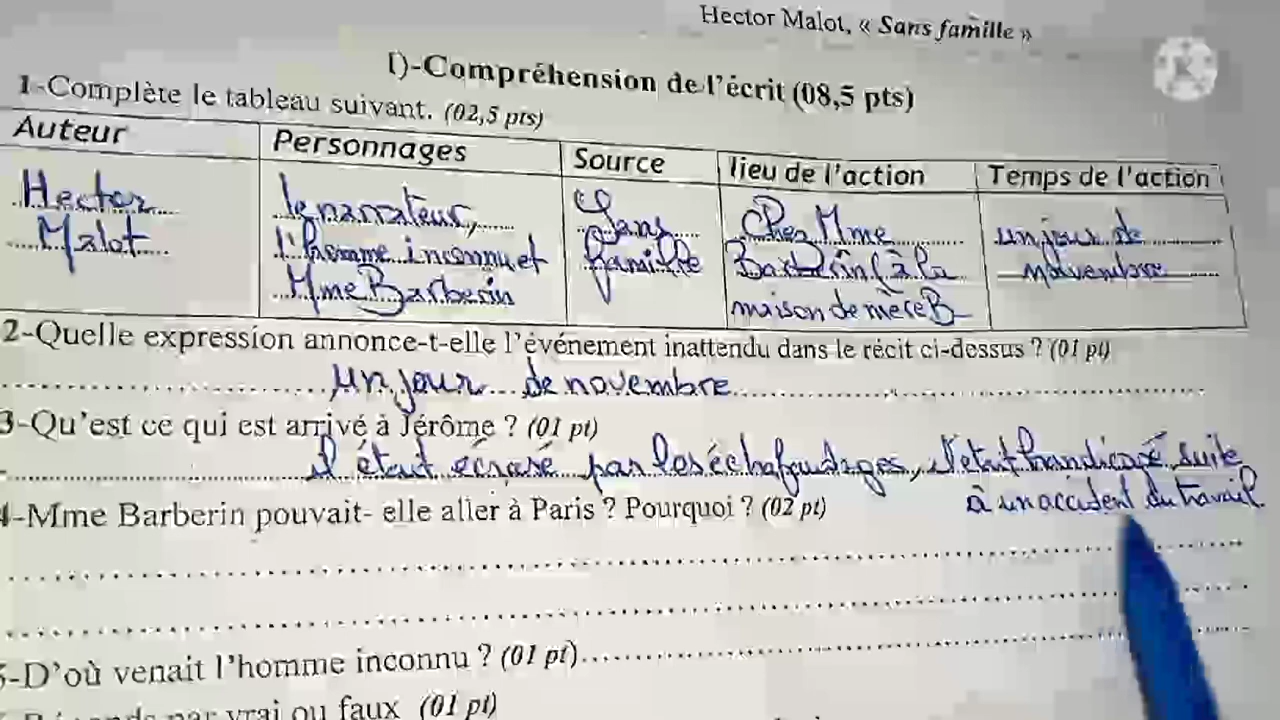 Hector Malot, « Sans famille »
I)-Compréhension de l'écrit (08,5 pts)
1-Complète le tableau suivant. (02,5 pts)
Auteur Personnages Source lieu de l'action Temps de l'action
Hector Malot
le narrateur,
l'homme inconnu et
Mme Barberin
Sans
famille
Chez Mme
Barberin (à la
maison de mère B
un jour de
novembre
2-Quelle expression annonce-t-elle l'événement inattendu dans le récit ci-dessus ? (01 pt)
un jour de novembre
3-Qu'est ce qui est arrivé à Jérôme ? (01 pt)
il était écrasé par les échafaudages, il était handicapé suite
à un accident du travail
4-Mme Barberin pouvait- elle aller à Paris ? Pourquoi ? (02 pt)
5-D'où venait l'homme inconnu ? (01 pt)
vrai ou faux (01 pt)